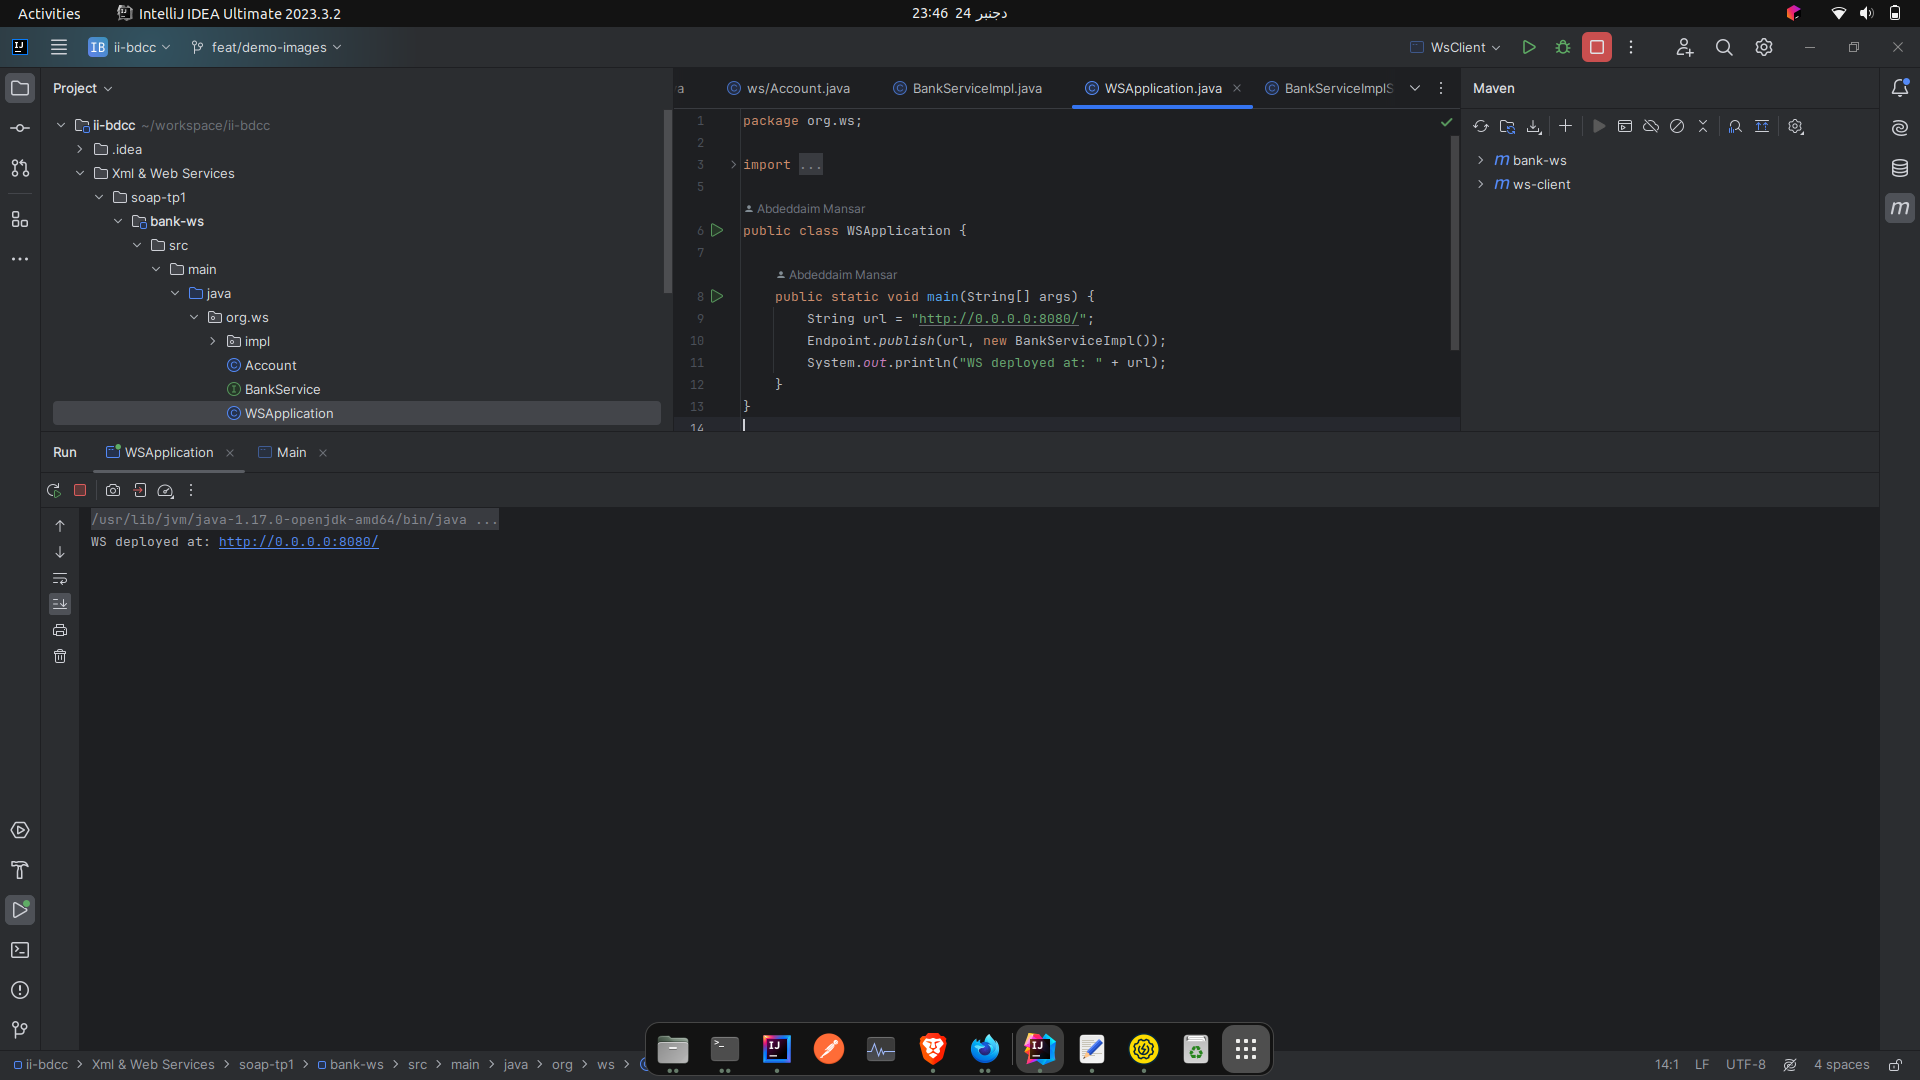 Activities IntelliJ IDEA Ultimate 2023.3.2 23:46 24 دجنبر
IB ii-bdcc feat/demo-images WsClient
Project a ws/Account.java BankServiceImpl.java WSApplication.java BankServiceImplS Maven
ii-bdcc ~/workspace/ii-bdcc
.idea
Xml & Web Services
soap-tp1
bank-ws
src
main
java
org.ws
impl
Account
BankService
WSApplication
1 package org.ws;
2
3 import ...
5
Abdeddaim Mansar
6 public class WSApplication {
7
Abdeddaim Mansar
8 public static void main(String[] args) {
9 String url = "http://0.0.0.0:8080/";
10 Endpoint.publish(url, new BankServiceImpl());
11 System.out.println("WS deployed at: " + url);
12 }
13 }
14
bank-ws
ws-client
Run WSApplication Main
/usr/lib/jvm/java-1.17.0-openjdk-amd64/bin/java ...
WS deployed at: http://0.0.0.0:8080/
ii-bdcc > Xml & Web Services > soap-tp1 > bank-ws > src > main > java > org > ws > 14:1 LF UTF-8 4 spaces